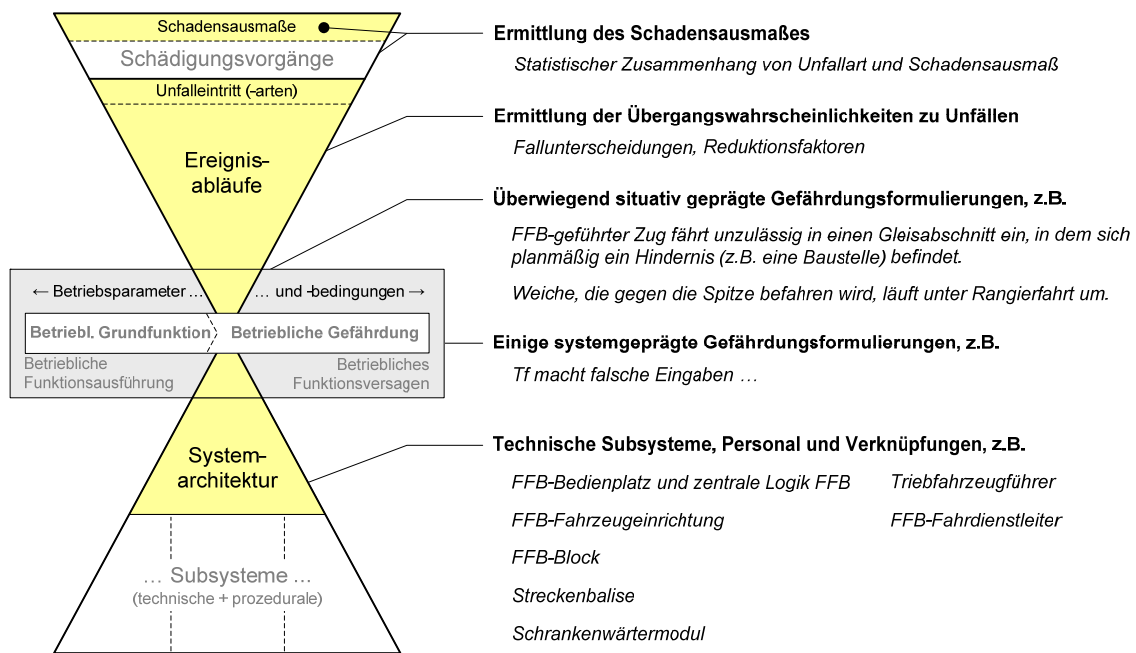 Schadensausmaße
Schädigungsvorgänge
Unfalleintritt (-arten)
Ereignis-
abläufe
← Betriebsparameter …
… und -bedingungen →
Betriebl. Grundfunktion
Betriebliche Gefährdung
Betriebliche
Funktionsausführung
Betriebliches
Funktionsversagen
System-
architektur
… Subsysteme …
(technische + prozedurale)
Ermittlung des Schadensausmaßes
Statistischer Zusammenhang von Unfallart und Schadensausmaß
Ermittlung der Übergangswahrscheinlichkeiten zu Unfällen
Fallunterscheidungen, Reduktionsfaktoren
Überwiegend situativ geprägte Gefährdungsformulierungen, z.B.
FFB-geführter Zug fährt unzulässig in einen Gleisabschnitt ein, in dem sich
planmäßig ein Hindernis (z.B. eine Baustelle) befindet.
Weiche, die gegen die Spitze befahren wird, läuft unter Rangierfahrt um.
Einige systemgeprägte Gefährdungsformulierungen, z.B.
Tf macht falsche Eingaben …
Technische Subsysteme, Personal und Verknüpfungen, z.B.
FFB-Bedienplatz und zentrale Logik FFB
Triebfahrzeugführer
FFB-Fahrzeugeinrichtung
FFB-Fahrdienstleiter
FFB-Block
Streckenbalise
Schrankenwärtermodul